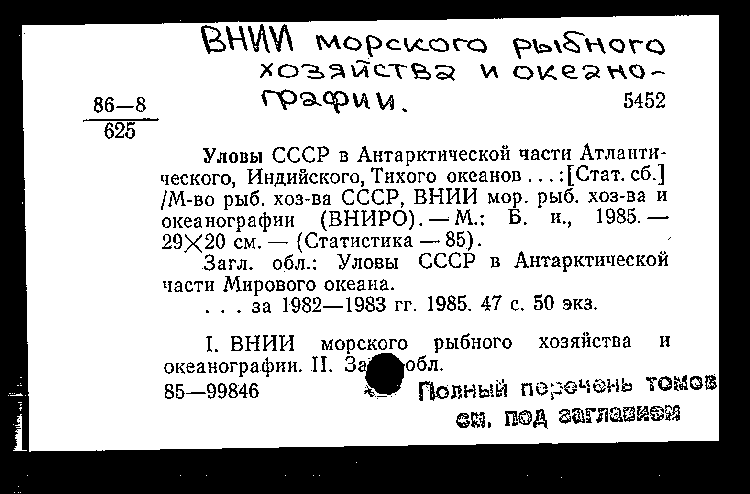 ВНИИ морского рыбного
хозяйства и океано-
графии.
86—8
625
5452
Уловы СССР в Антарктической части Атланти-
ческого, Индийского, Тихого океанов . . . :[Стат. сб.]
/М-во рыб. хоз-ва СССР, ВНИИ мор. рыб. хоз-ва и
океанографии (ВНИРО). — М.: Б. и., 1985. —
29×20 см. — (Статистика — 85).
Загл. обл.: Уловы СССР в Антарктической
части Мирового океана.
. . . за 1982—1983 гг. 1985. 47 с. 50 экз.
I. ВНИИ морского рыбного хозяйства и
океанографии. II. обл.
85—99846
Полный перечень томов
см. под заглавием